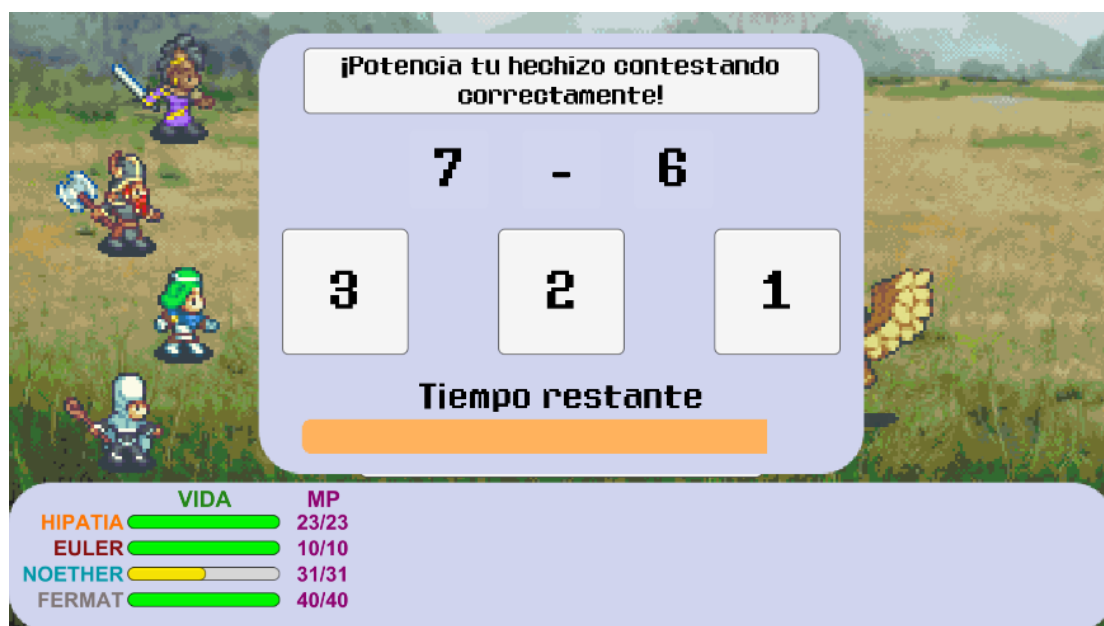 ¡Potencia tu hechizo contestando
correctamente!
7 - 6
3 2 1
Tiempo restante
VIDA MP
HIPATIA 23/23
EULER 10/10
NOETHER 31/31
FERMAT 40/40